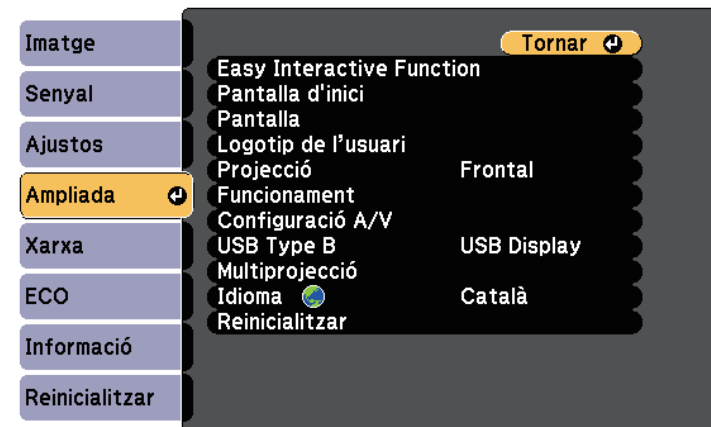 Imatge
Senyal
Ajustos
Ampliada
Xarxa
ECO
Informació
Reinicialitzar
Tornar
Easy Interactive Function
Pantalla d'inici
Pantalla
Logotip de l’usuari
Projecció Frontal
Funcionament
Configuració A/V
USB Type B USB Display
Multiprojecció
Idioma Català
Reinicialitzar